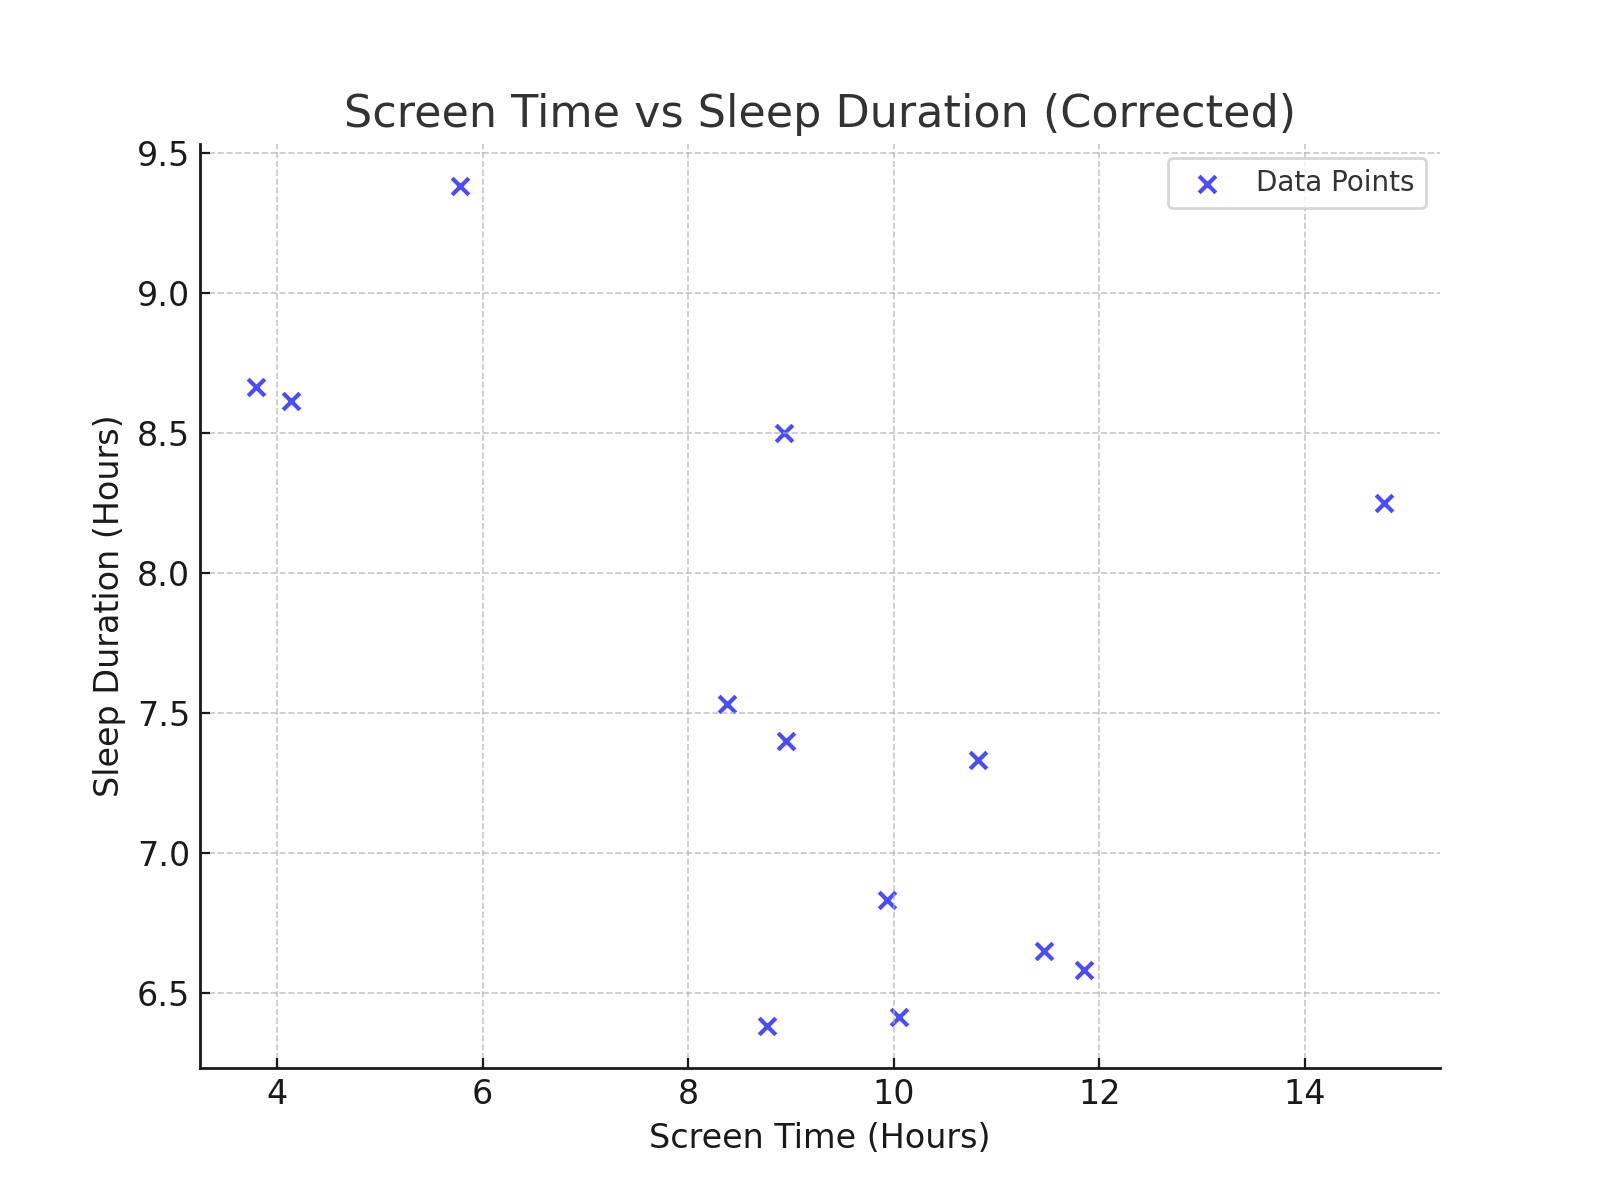 Screen Time vs Sleep Duration (Corrected)
Data Points
9.5
9.0
8.5
8.0
7.5
7.0
6.5
Sleep Duration (Hours)
4 6 8 10 12 14
Screen Time (Hours)